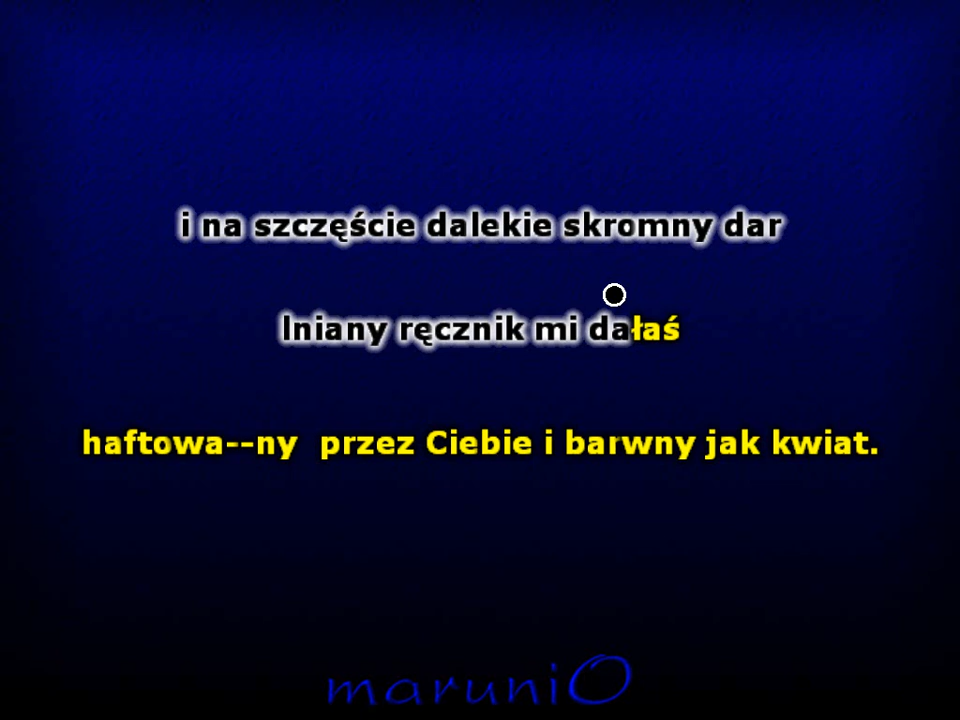 i na szczęście dalekie skromny dar
lniany ręcznik mi dałaś
haftowa--ny  przez Ciebie i barwny jak kwiat.
maruniO